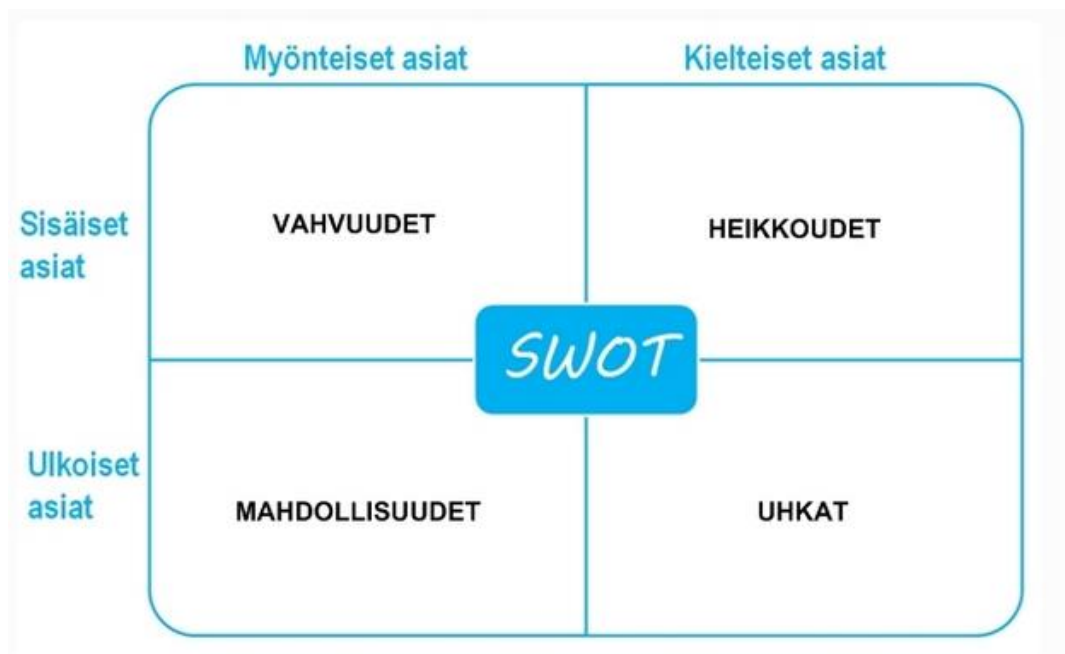 Myönteiset asiat
Kielteiset asiat
Sisäiset
asiat
VAHVUUDET
HEIKKOUDET
SWOT
Ulkoiset
asiat
MAHDOLLISUUDET
UHKAT